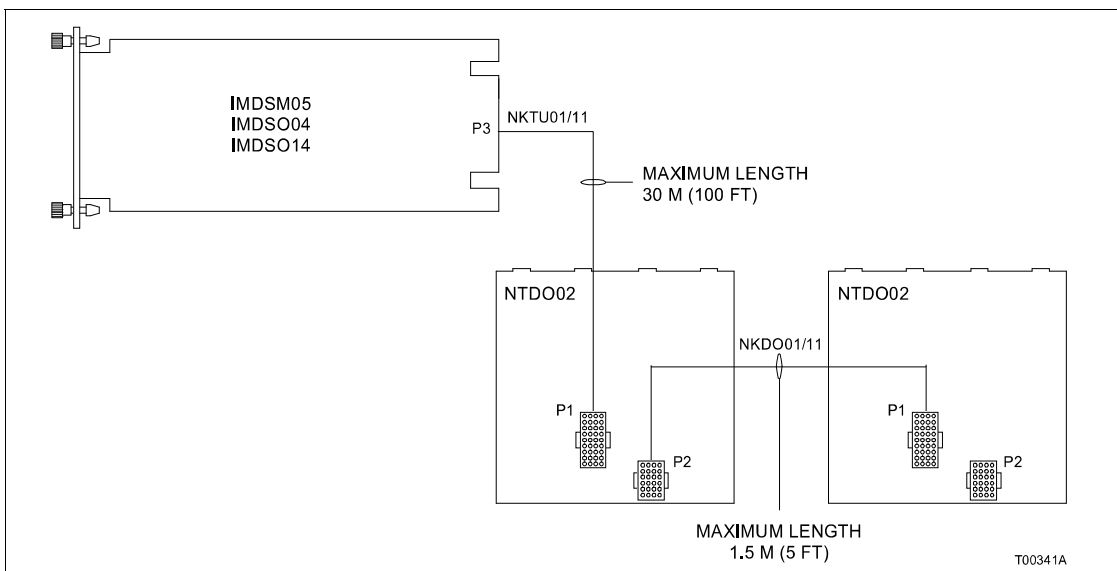 IMDSM05
IMDSO04
IMDSO14
P3
NKTU01/11
MAXIMUM LENGTH
30 M (100 FT)
NTDO02
NTDO02
NKDO01/11
P1
P2
P1
P2
MAXIMUM LENGTH
1.5 M (5 FT)
T00341A